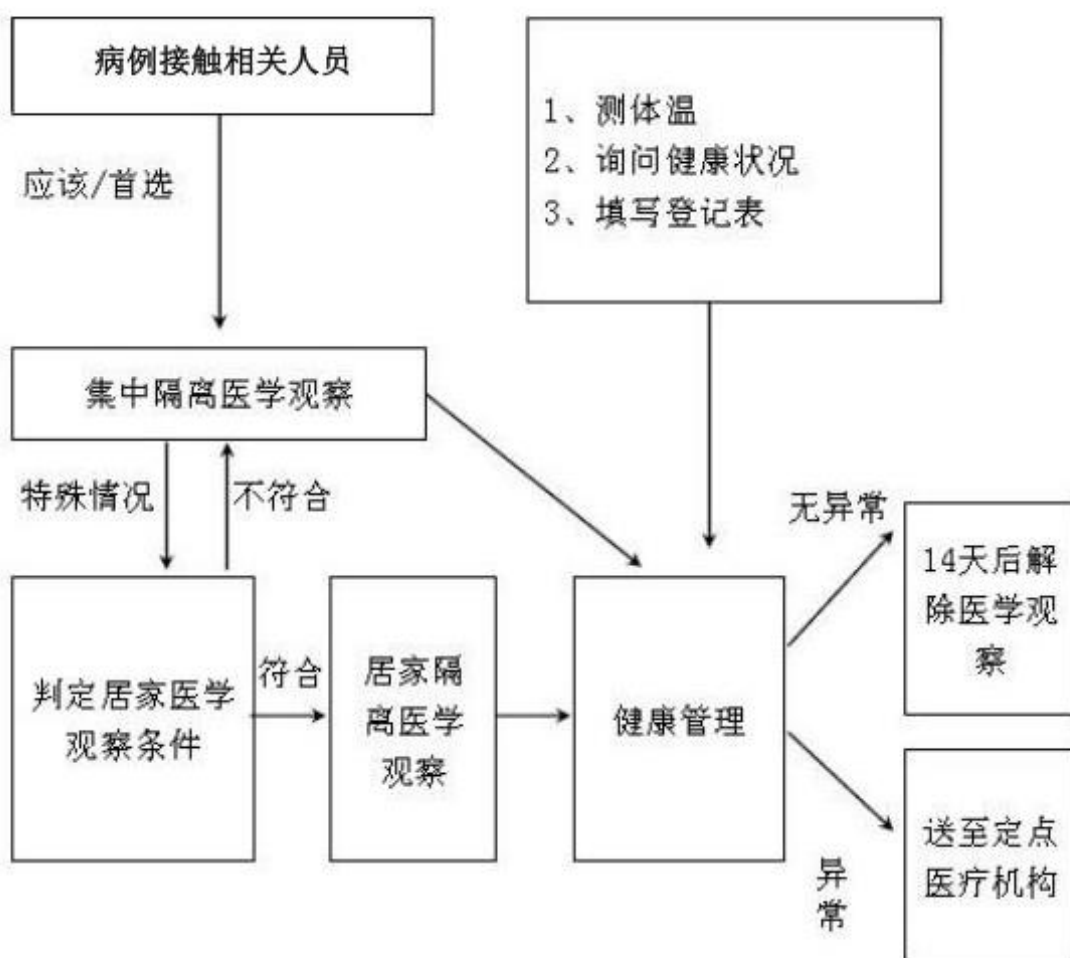 病例接触相关人员
1、测体温
2、询问健康状况
3、填写登记表
应该/首选
集中隔离医学观察
特殊情况
不符合
无异常
14天后解
除医学观
察
判定居家医学
观察条件
符合
居家隔
离医学
观察
健康管理
异
常
送至定点
医疗机构